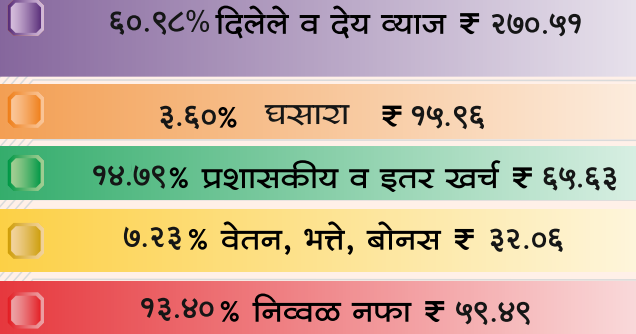 ६०.९८% दिलेले व देय व्याज ₹ २७०.५१
३.६०% घसारा ₹ १५.९६
१४.७९% प्रशासकीय व इतर खर्च ₹ ६५.६३
७.२३% वेतन, भत्ते, बोनस ₹ ३२.०६
१३.४०% निव्वळ नफा ₹ ५९.४९